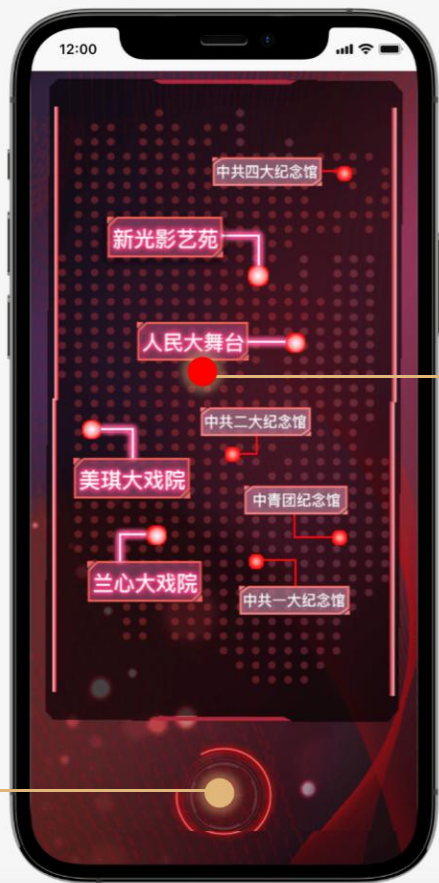 12:00
中共四大纪念馆
新光影艺苑
人民大舞台
中共二大纪念馆
美琪大戏院
中青团纪念馆
兰心大戏院
中共一大纪念馆